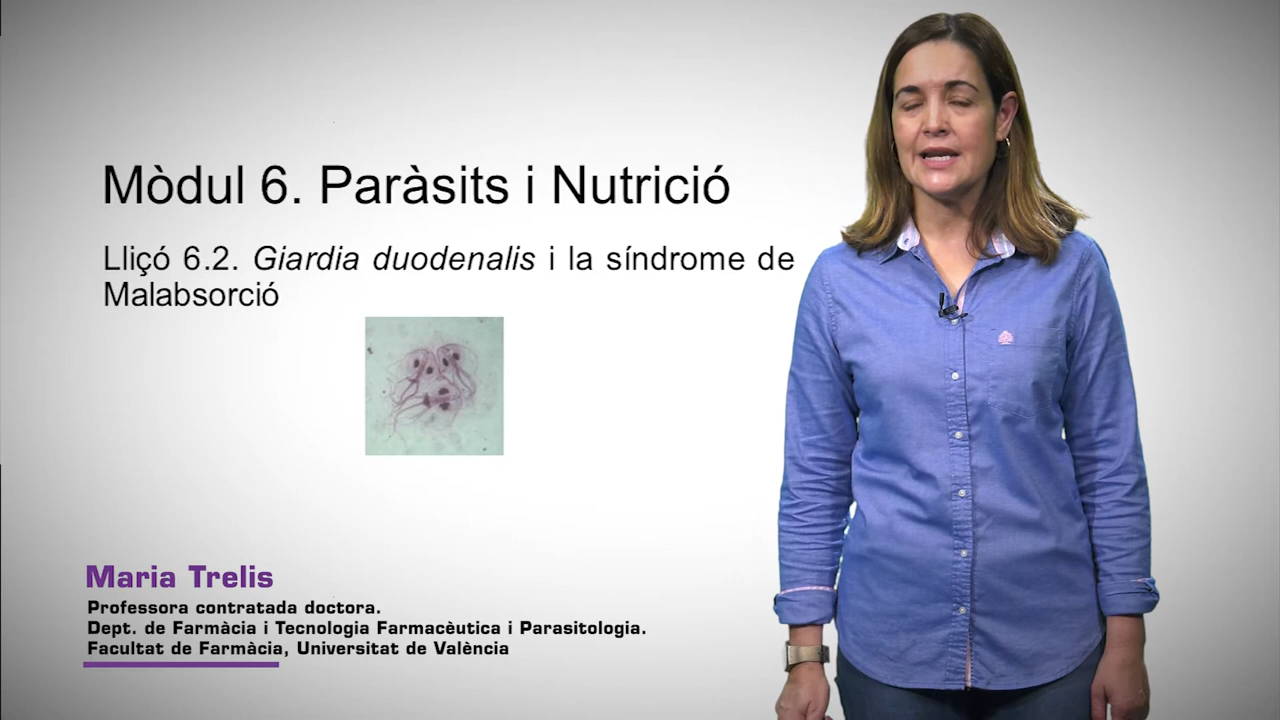 Mòdul 6. Paràsits i Nutrició
Lliçó 6.2. Giardia duodenalis i la síndrome de
Malabsorció
Maria Trelis
Professora contratada doctora.
Dept. de Farmàcia i Tecnologia Farmacèutica i Parasitologia.
Facultat de Farmàcia, Universitat de València